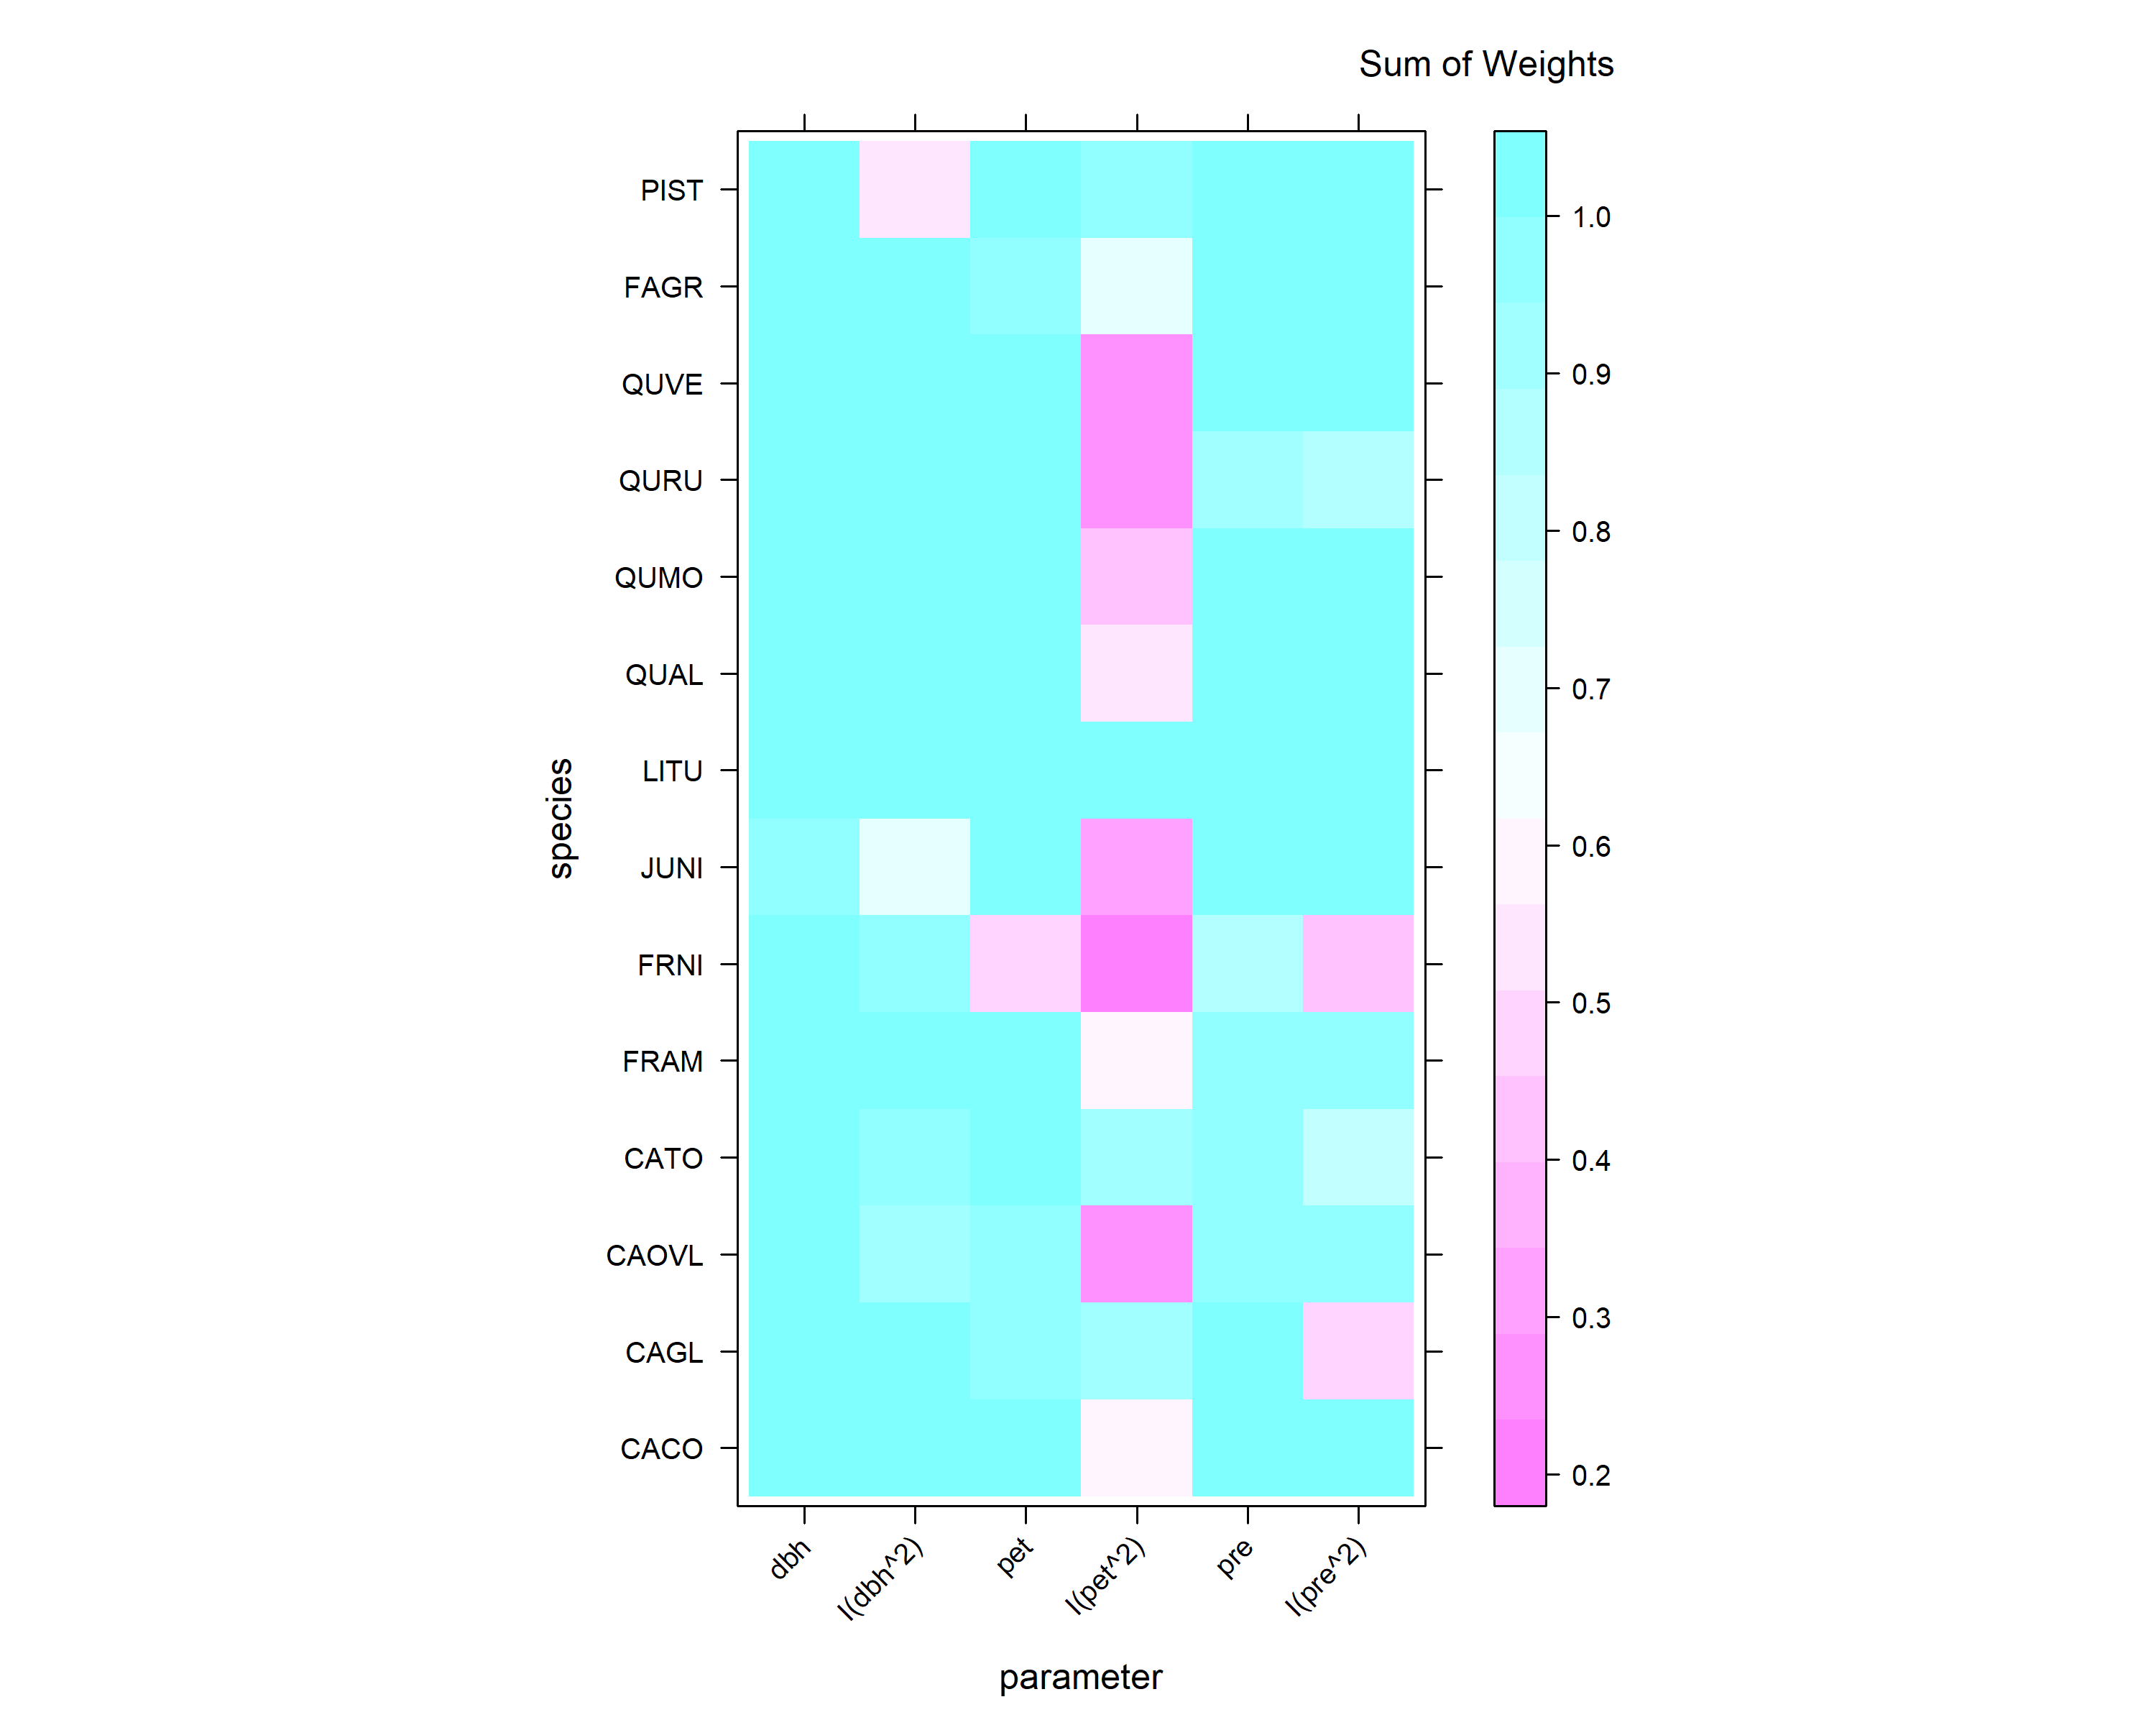 Sum of Weights
PIST
FAGR
QUVE
QURU
QUMO
QUAL
LITU
JUNI
FRNI
FRAM
CATO
CAOVL
CAGL
CACO
species
1.0
0.9
0.8
0.7
0.6
0.5
0.4
0.3
0.2
dbh
I(dbh^2)
pet
I(pet^2)
pre
I(pre^2)
parameter